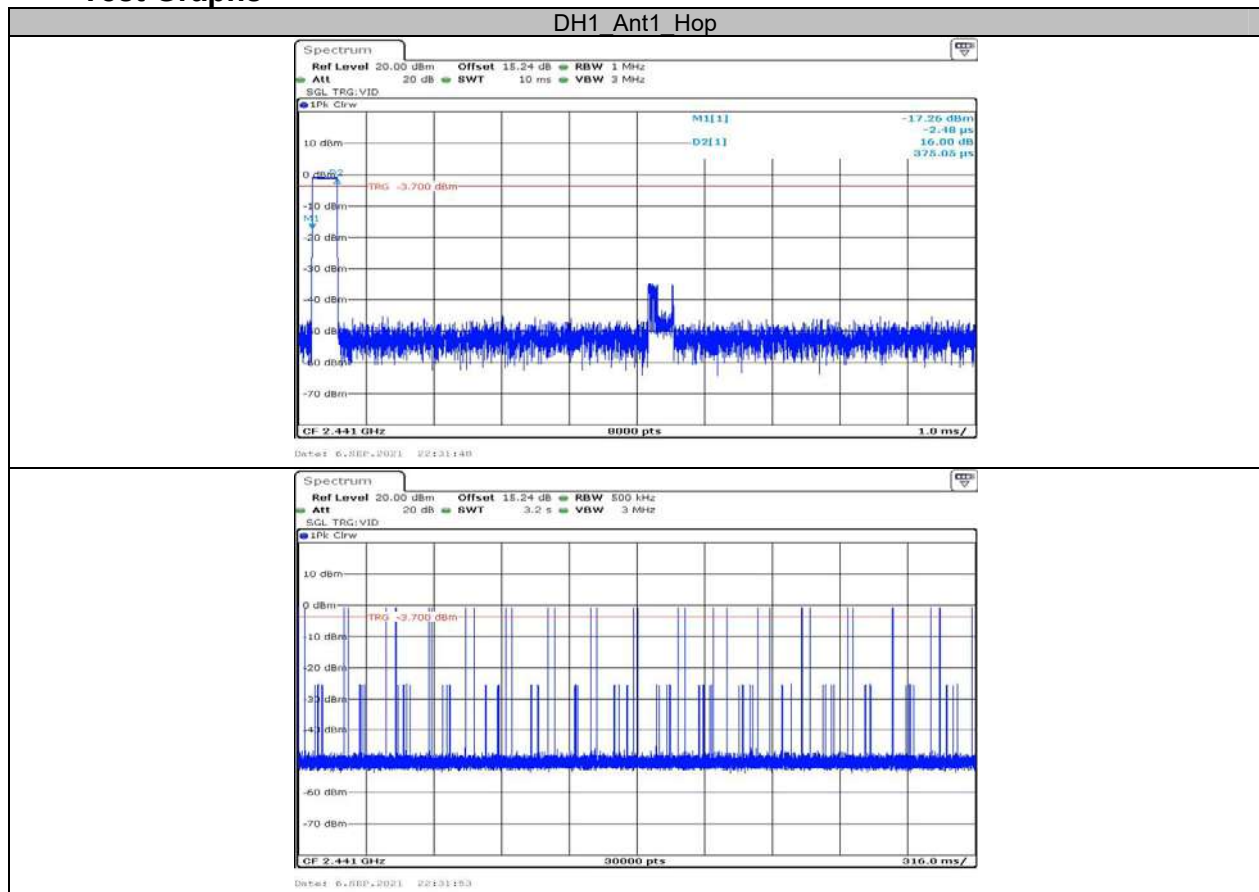 DH1_Ant1_Hop
Spectrum
Ref Level 20.00 dBm Offset 15.24 dB RBW 1 MHz
Att 20 dB SWT 10 ms VBW 3 MHz
SGL TRG:VID
1Pk Clrw
M1[1] -17.26 dBm
-2.48 µs
D2[1] 16.00 dB
375.05 µs
10 dBm
0 dBm
D2
TRG -3.700 dBm
-10 dBm
M1
-20 dBm
-30 dBm
-40 dBm
-60 dBm
-70 dBm
CF 2.441 GHz 8000 pts 1.0 ms/
Date: 6.SEP.2021 22:31:48
Spectrum
Ref Level 20.00 dBm Offset 15.24 dB RBW 500 kHz
Att 20 dB SWT 3.2 s VBW 3 MHz
SGL TRG:VID
1Pk Clrw
10 dBm
0 dBm
TRG -3.700 dBm
-10 dBm
-20 dBm
-30 dBm
-40 dBm
-60 dBm
-70 dBm
CF 2.441 GHz 30000 pts 316.0 ms/
Date: 6.SEP.2021 22:31:53